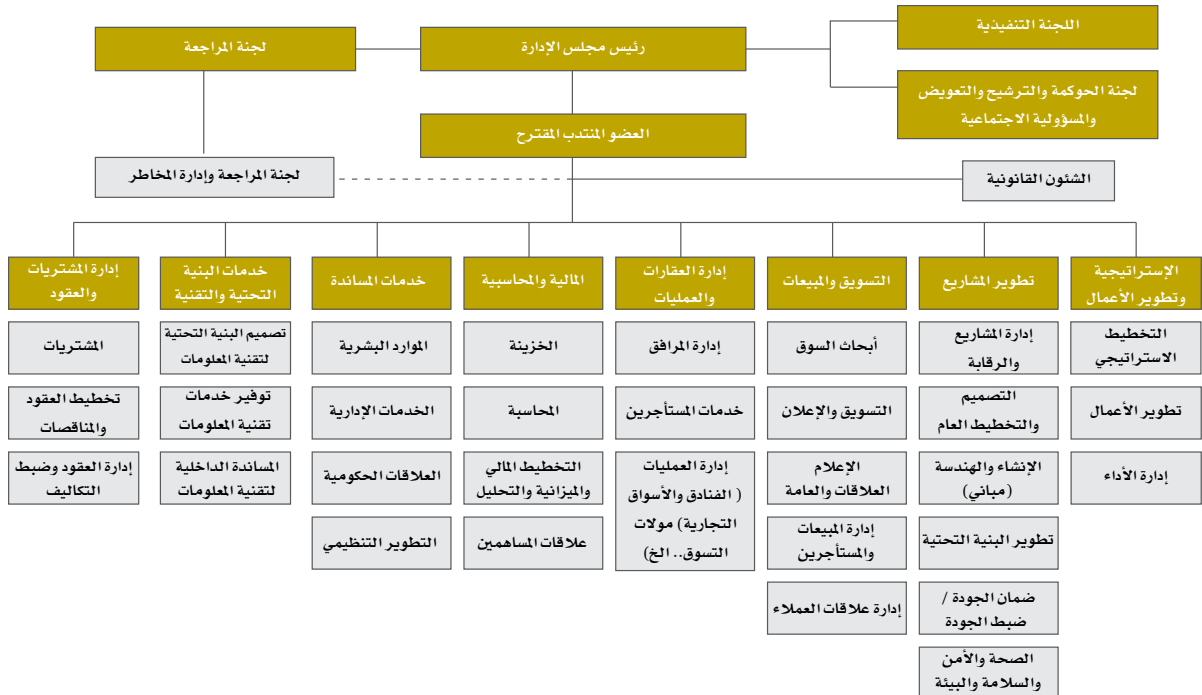 اللجنة التنفيذية
رئيس مجلس الإدارة
لجنة المراجعة
لجنة الحوكمة والترشيح والتعويض
والمسؤولية الاجتماعية
العضو المنتدب المقترح
الشئون القانونية
لجنة المراجعة وإدارة المخاطر
الإستراتيجية
وتطوير الأعمال
التخطيط
الاستراتيجي
تطوير الأعمال
إدارة الأداء
تطوير المشاريع
إدارة المشاريع
والرقابة
التصميم
والتخطيط العام
الإنشاء والهندسة
(مباني)
تطوير البنية التحتية
ضمان الجودة /
ضبط الجودة
الصحة والأمن
والسلامة والبيئة
التسويق والمبيعات
أبحاث السوق
التسويق والإعلان
الإعلام
العلاقات والعامة
إدارة المبيعات
والمستأجرين
إدارة علاقات العملاء
إدارة العقارات
والعمليات
إدارة المرافق
خدمات المستأجرين
إدارة العمليات
( الفنادق والأسواق
التجارية) مولات
التسوق.. الخ)
المالية والمحاسبية
الخزينة
المحاسبة
التخطيط المالي
والميزانية والتحليل
علاقات المساهمين
خدمات المساندة
الموارد البشرية
الخدمات الإدارية
العلاقات الحكومية
التطوير التنظيمي
خدمات البنية
التحتية والتقنية
تصميم البنية التحتية
لتقنية المعلومات
توفير خدمات
تقنية المعلومات
المساندة الداخلية
لتقنية المعلومات
إدارة المشتريات
والعقود
المشتريات
تخطيط العقود
والمناقصات
إدارة العقود وضبط
التكاليف